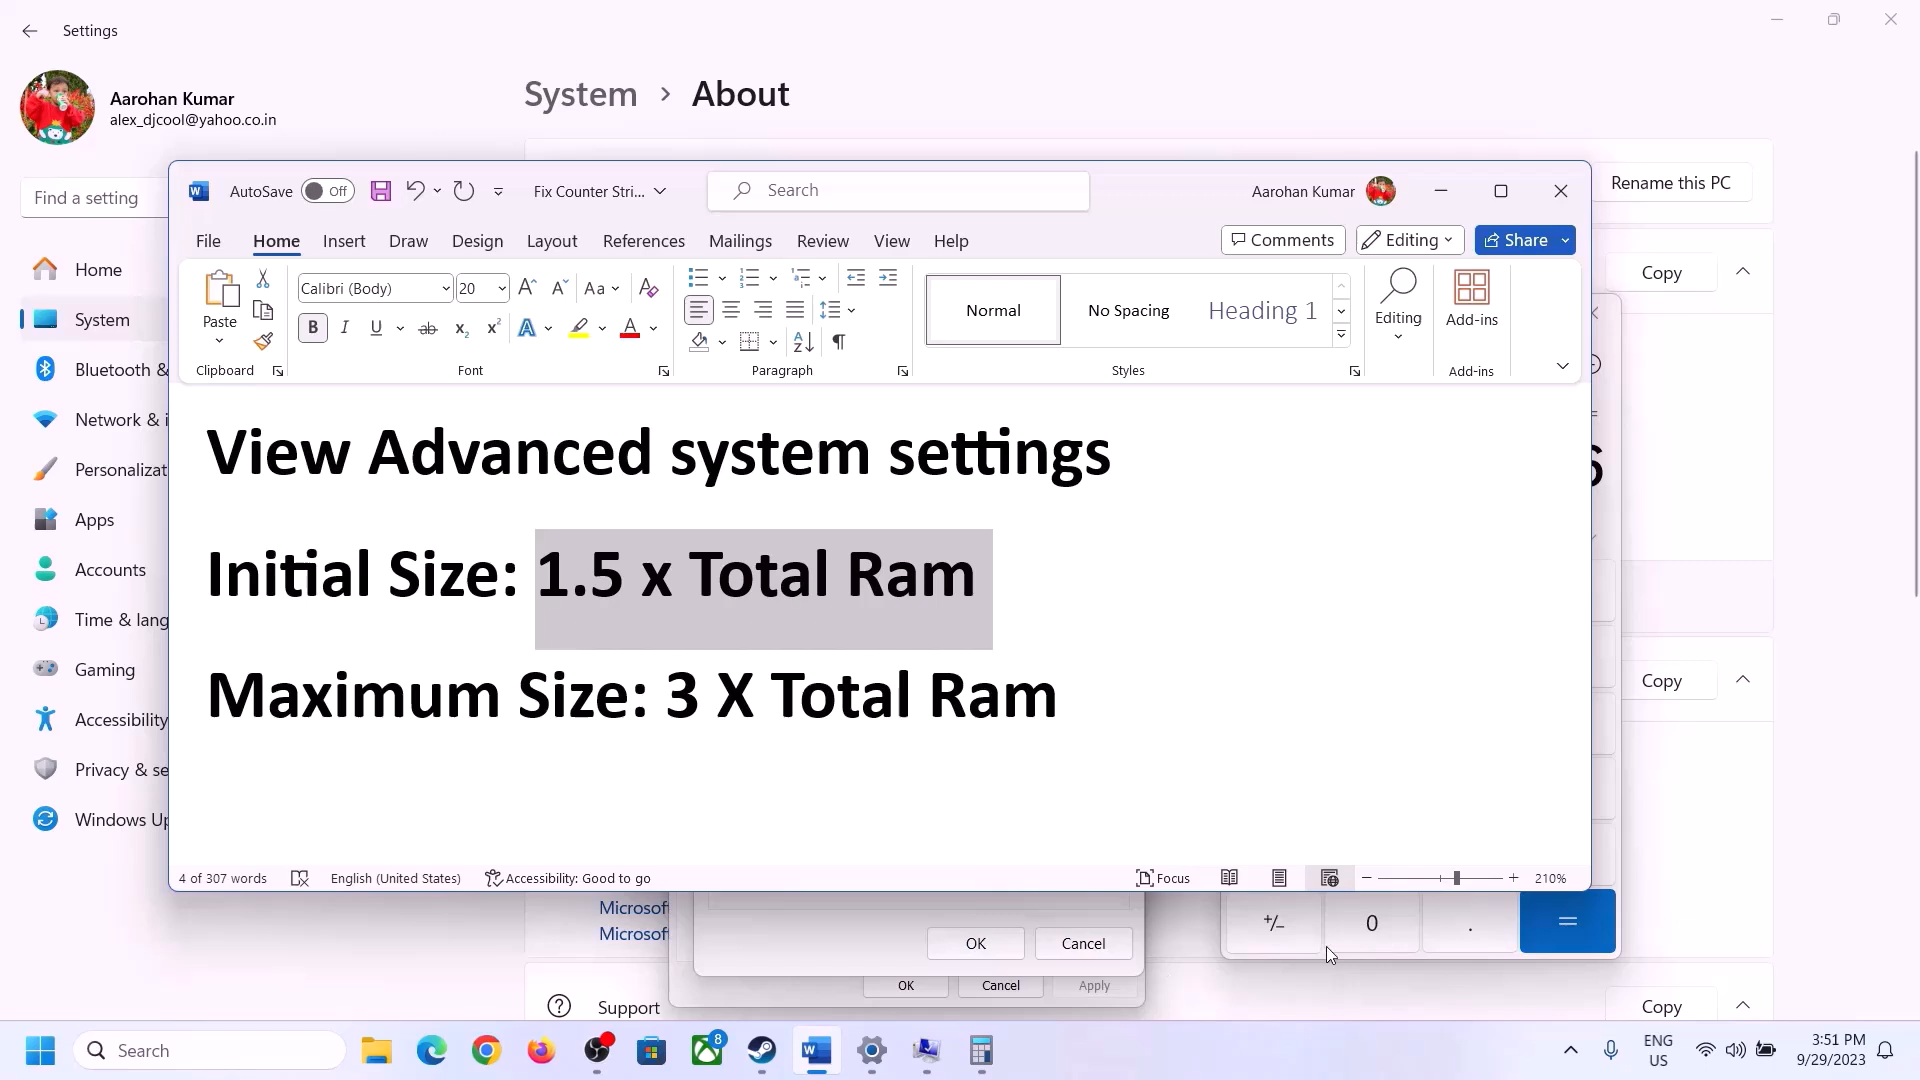 Settings
Aarohan Kumar
alex_djcool@yahoo.co.in
System > About
Find a setting
Home
System
Bluetooth &
Network & i
Personalizat
Apps
Accounts
Time & lang
Gaming
Accessibility
Privacy & se
Windows Up
Rename this PC
Copy
Copy
Copy
AutoSave Off
Fix Counter Stri...
Search
Aarohan Kumar
File Home Insert Draw Design Layout References Mailings Review View Help
Comments Editing Share
Paste
Calibri (Body) 20
Normal
No Spacing
Heading 1
Editing
Add-ins
Clipboard
Font
Paragraph
Styles
Add-ins
View Advanced system settings
Initial Size: 1.5 x Total Ram
Maximum Size: 3 X Total Ram
4 of 307 words
English (United States)
Accessibility: Good to go
Focus
210%
Microsof
Microsof
OK Cancel
OK Cancel Apply
+/- 0 . =
Support
Search
8
ENG
US
3:51 PM
9/29/2023